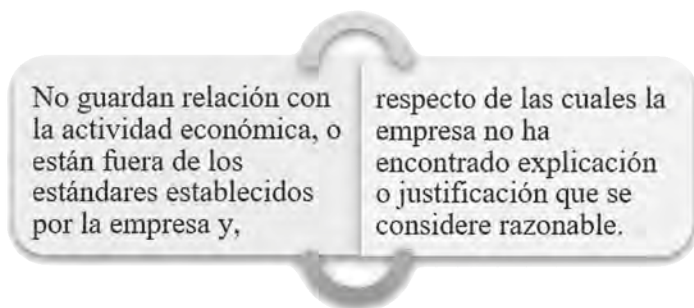 No guardan relación con
la actividad económica, o
están fuera de los
estándares establecidos
por la empresa y,
respecto de las cuales la
empresa no ha
encontrado explicación
o justificación que se
considere razonable.